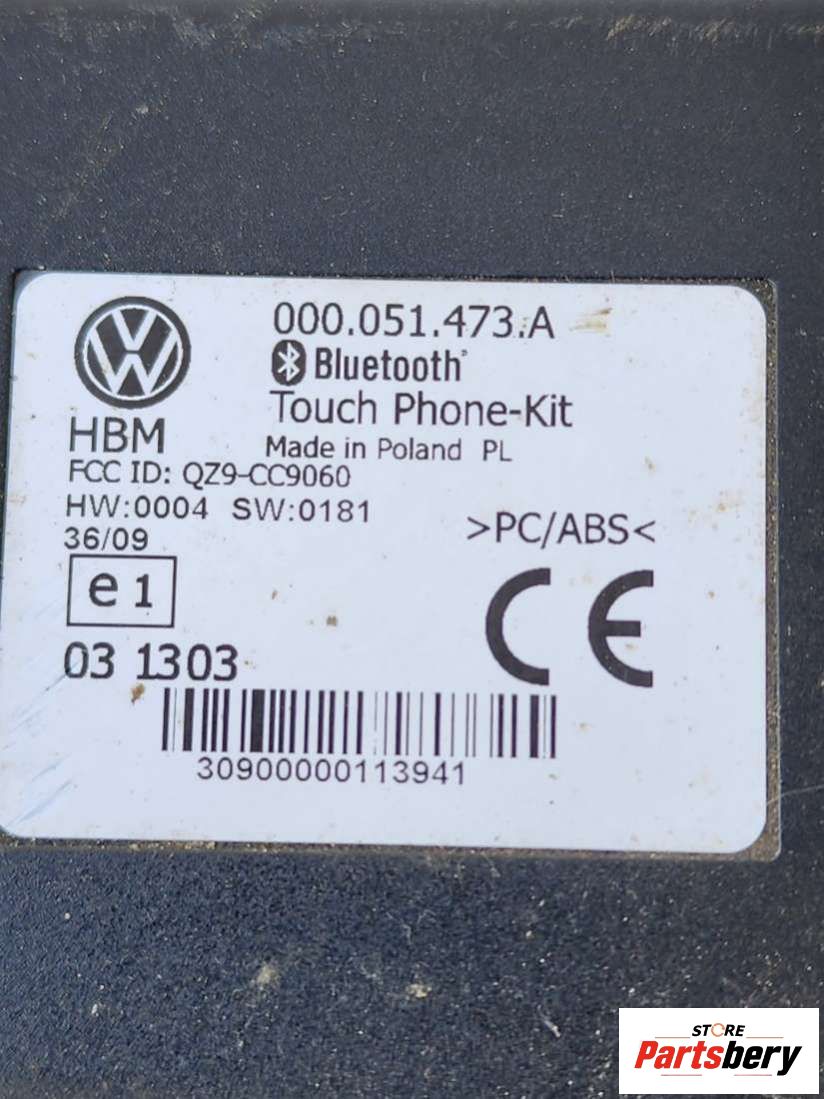 000.051.473.A
Bluetooth®
Touch Phone-Kit
HBM
Made in Poland PL
FCC ID: QZ9-CC9060
HW:0004 SW:0181
>PC/ABS<
36/09
e1
CE
03 1303
30900000113941
STORE
Partsbery